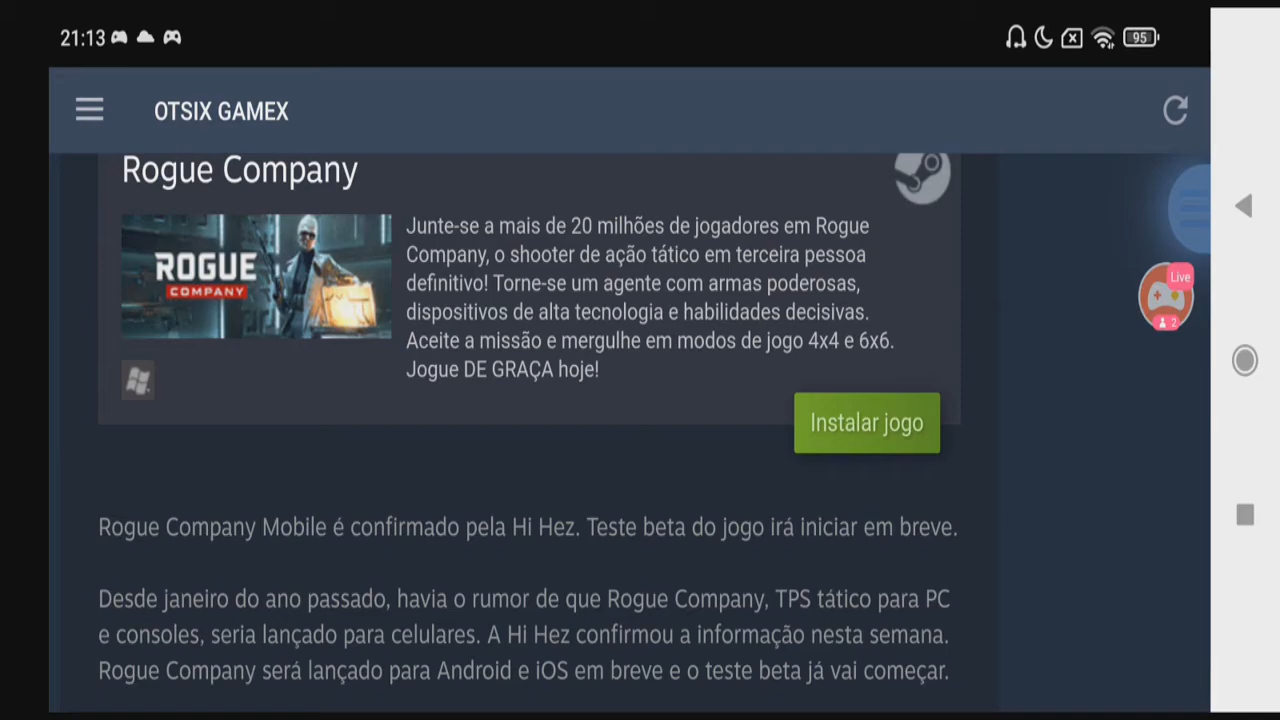 21:13
95
OTSIX GAMEX
Rogue Company
ROGUE
COMPANY
Junte-se a mais de 20 milhões de jogadores em Rogue
Company, o shooter de ação tático em terceira pessoa
definitivo! Torne-se um agente com armas poderosas,
dispositivos de alta tecnologia e habilidades decisivas.
Aceite a missão e mergulhe em modos de jogo 4x4 e 6x6.
Jogue DE GRAÇA hoje!
Live
2
Instalar jogo
Rogue Company Mobile é confirmado pela Hi Hez. Teste beta do jogo irá iniciar em breve.
Desde janeiro do ano passado, havia o rumor de que Rogue Company, TPS tático para PC
e consoles, seria lançado para celulares. A Hi Hez confirmou a informação nesta semana.
Rogue Company será lançado para Android e iOS em breve e o teste beta já vai começar.